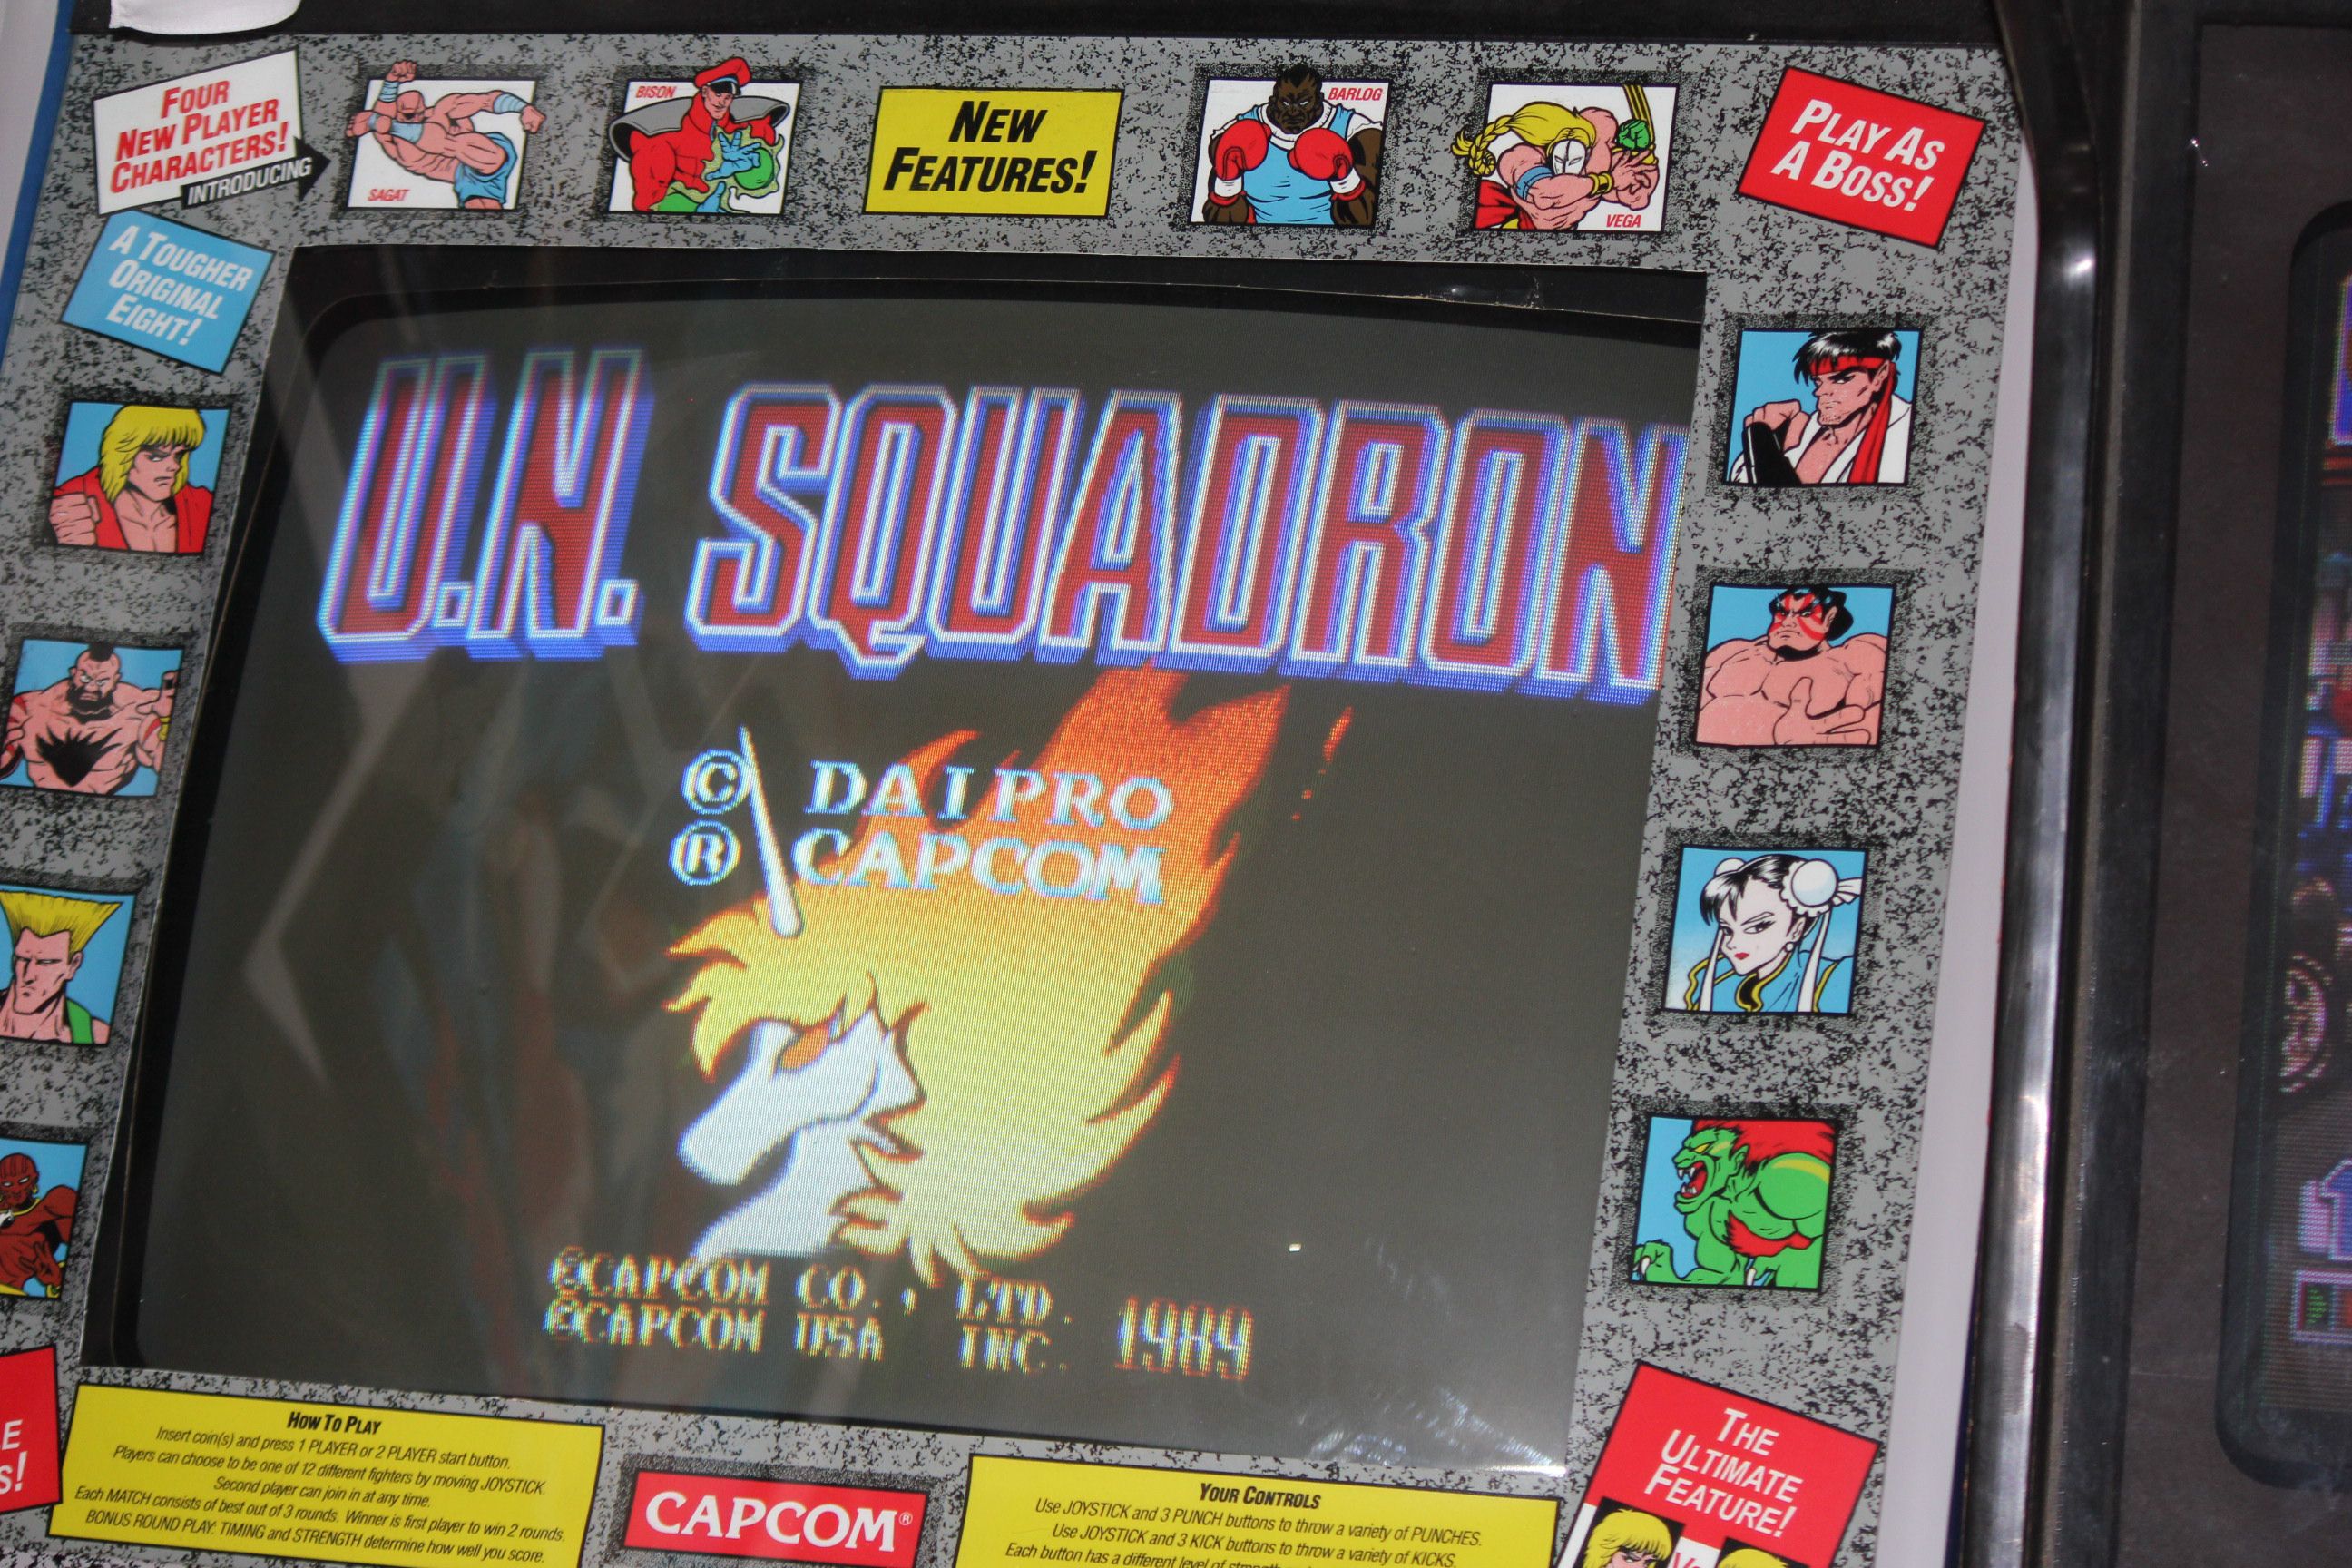 FOUR
NEW PLAYER
CHARACTERS!
INTRODUCING
SAGAT
BISON
NEW
FEATURES!
BARLOG
VEGA
PLAY AS
A BOSS!
A TOUGHER
ORIGINAL
EIGHT!
U.N. SQUADRON
© DAIPRO
® CAPCOM
©CAPCOM CO., LTD. 1989
©CAPCOM USA INC.
HOW TO PLAY
Insert coin(s) and press 1 PLAYER or 2 PLAYER start button.
Players can choose to be one of 12 different fighters by moving JOYSTICK.
Second player can join in at any time.
Each MATCH consists of best out of 3 rounds. Winner is first player to win 2 rounds.
BONUS ROUND PLAY: TIMING and STRENGTH determine how well you score.
CAPCOM®
YOUR CONTROLS
Use JOYSTICK and 3 PUNCH buttons to throw a variety of PUNCHES.
Use JOYSTICK and 3 KICK buttons to throw a variety of KICKS.
Each button has a different level of
THE
ULTIMATE
FEATURE!